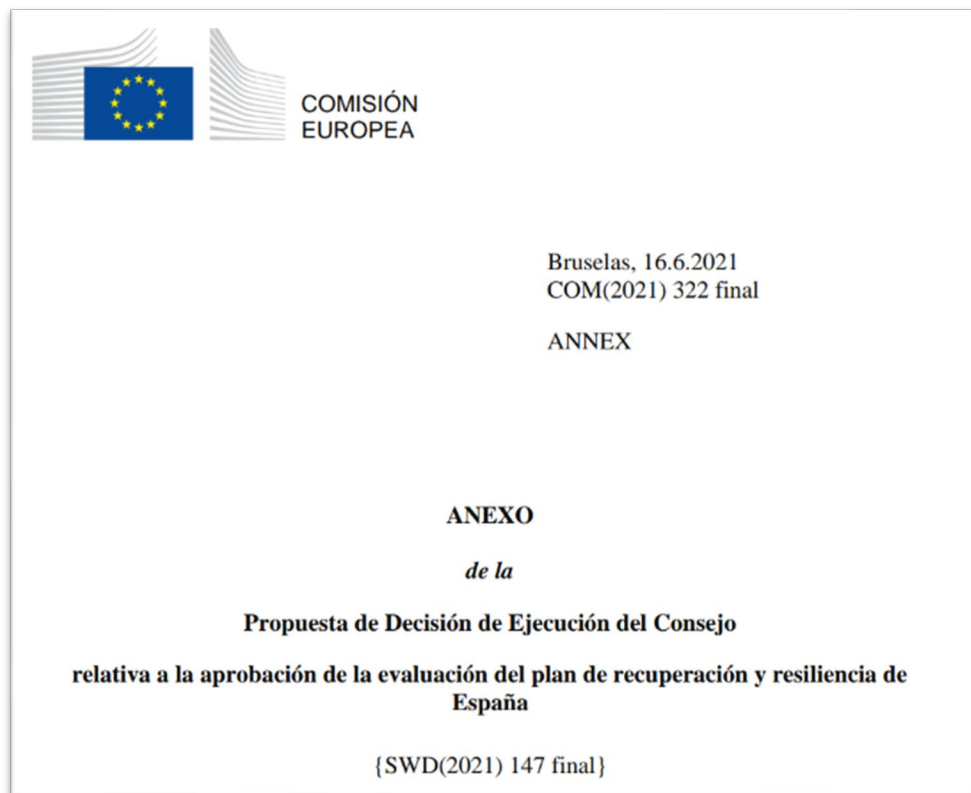 COMISIÓN
EUROPEA
Bruselas, 16.6.2021
COM(2021) 322 final
ANNEX
ANEXO
de la
Propuesta de Decisión de Ejecución del Consejo
relativa a la aprobación de la evaluación del plan de recuperación y resiliencia de
España
{SWD(2021) 147 final}